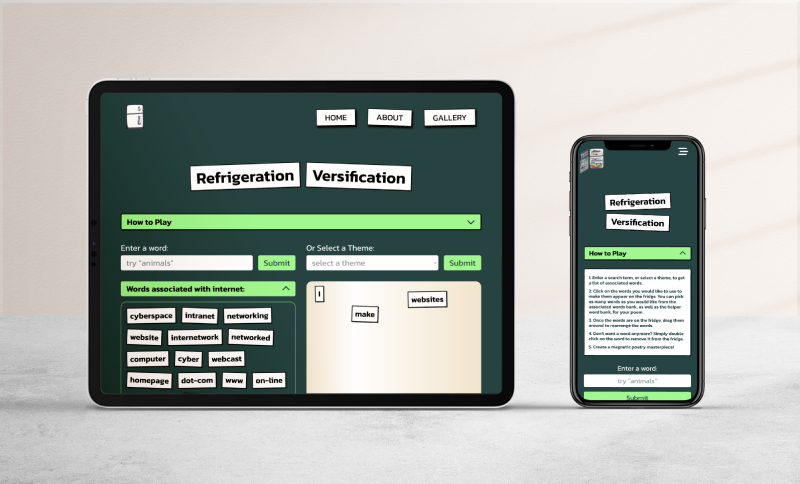 HOME ABOUT GALLERY
Refrigeration Versification
How to Play
Enter a word: Or Select a Theme:
try "animals" Submit select a theme Submit
Words associated with internet:
cyberspace intranet networking
website internetwork networked
computer cyber webcast
homepage dot-com www on-line
I
websites
make
Refrigeration
Versification
How to Play
1. Enter a search term, or select a theme, to get
a list of associated words.
2. Click on the words you would like to use to
make them appear on the fridge. You can pick
as many words as you would like from the
associated words bank, as well as the helper
word bank, for your poem
3. Once the words are on the fridge, drag them
around to rearrange the words.
4. Don't want a word anymore? Simply double
click on the word to remove it from the fridge.
5. Create a magnetic poetry masterpiece!
Enter a word:
try "animals"
Submit